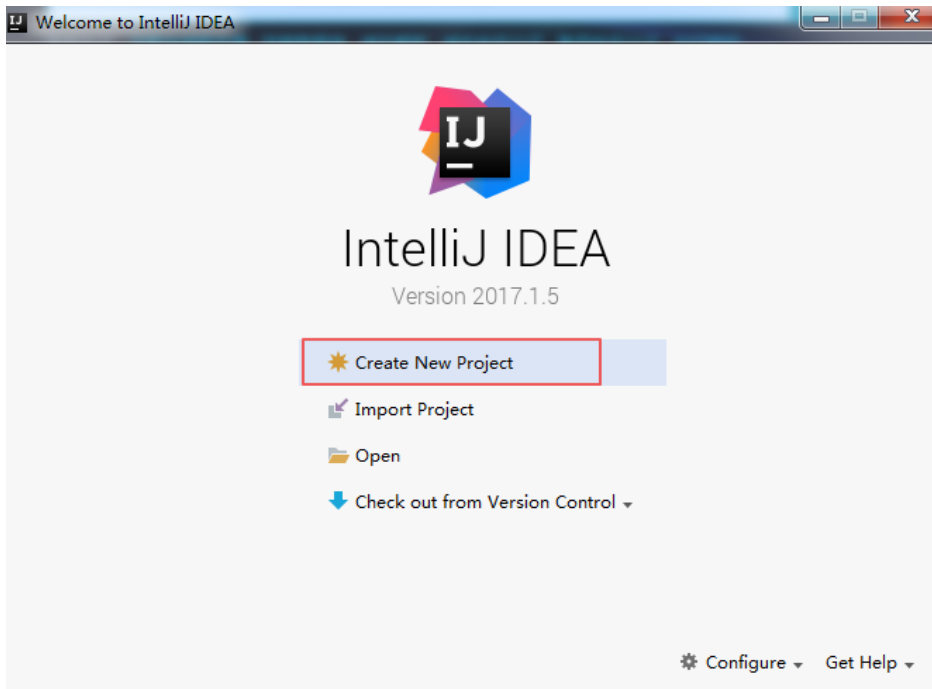 Welcome to IntelliJ IDEA
IJ
IntelliJ IDEA
Version 2017.1.5
Create New Project
Import Project
Open
Check out from Version Control
Configure
Get Help